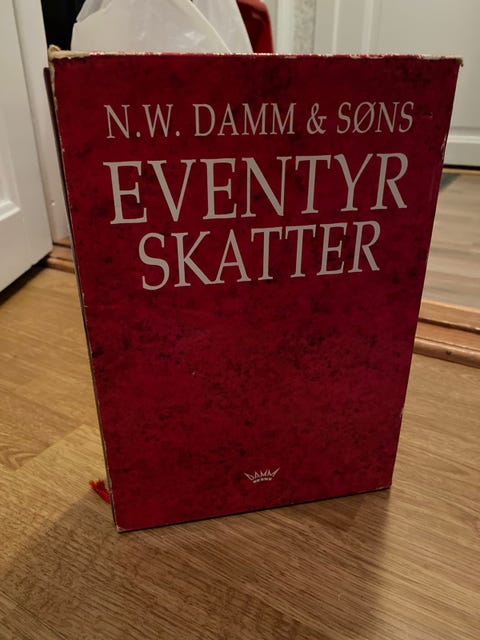 N.W. DAMM & SØNS
EVENTYR
SKATTER
DAMM